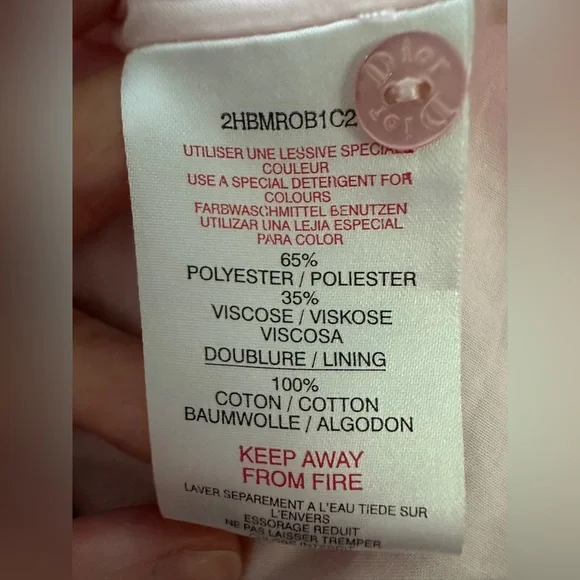 Dior
Dior
2HBMROB1C2
UTILISER UNE LESSIVE SPECIALE
COULEUR
USE A SPECIAL DETERGENT FOR
COLOURS
FARBWASCHMITTEL BENUTZEN
UTILIZAR UNA LEJIA ESPECIAL
PARA COLOR
65%
POLYESTER / POLIESTER
35%
VISCOSE / VISKOSE
VISCOSA
DOUBLURE / LINING
100%
COTON / COTTON
BAUMWOLLE / ALGODON
KEEP AWAY
FROM FIRE
LAVER SEPAREMENT A L'EAU TIEDE SUR
L'ENVERS
ESSORAGE REDUIT
NE PAS LAISSER TREMPER